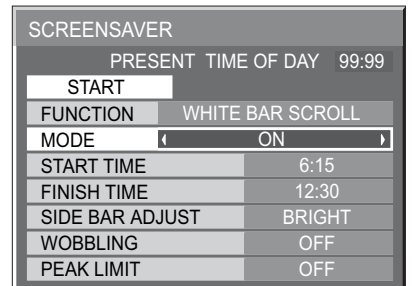 SCREENSAVER
PRESENT TIME OF DAY 99:99
START
FUNCTION WHITE BAR SCROLL
MODE ON
START TIME 6:15
FINISH TIME 12:30
SIDE BAR ADJUST BRIGHT
WOBBLING OFF
PEAK LIMIT OFF